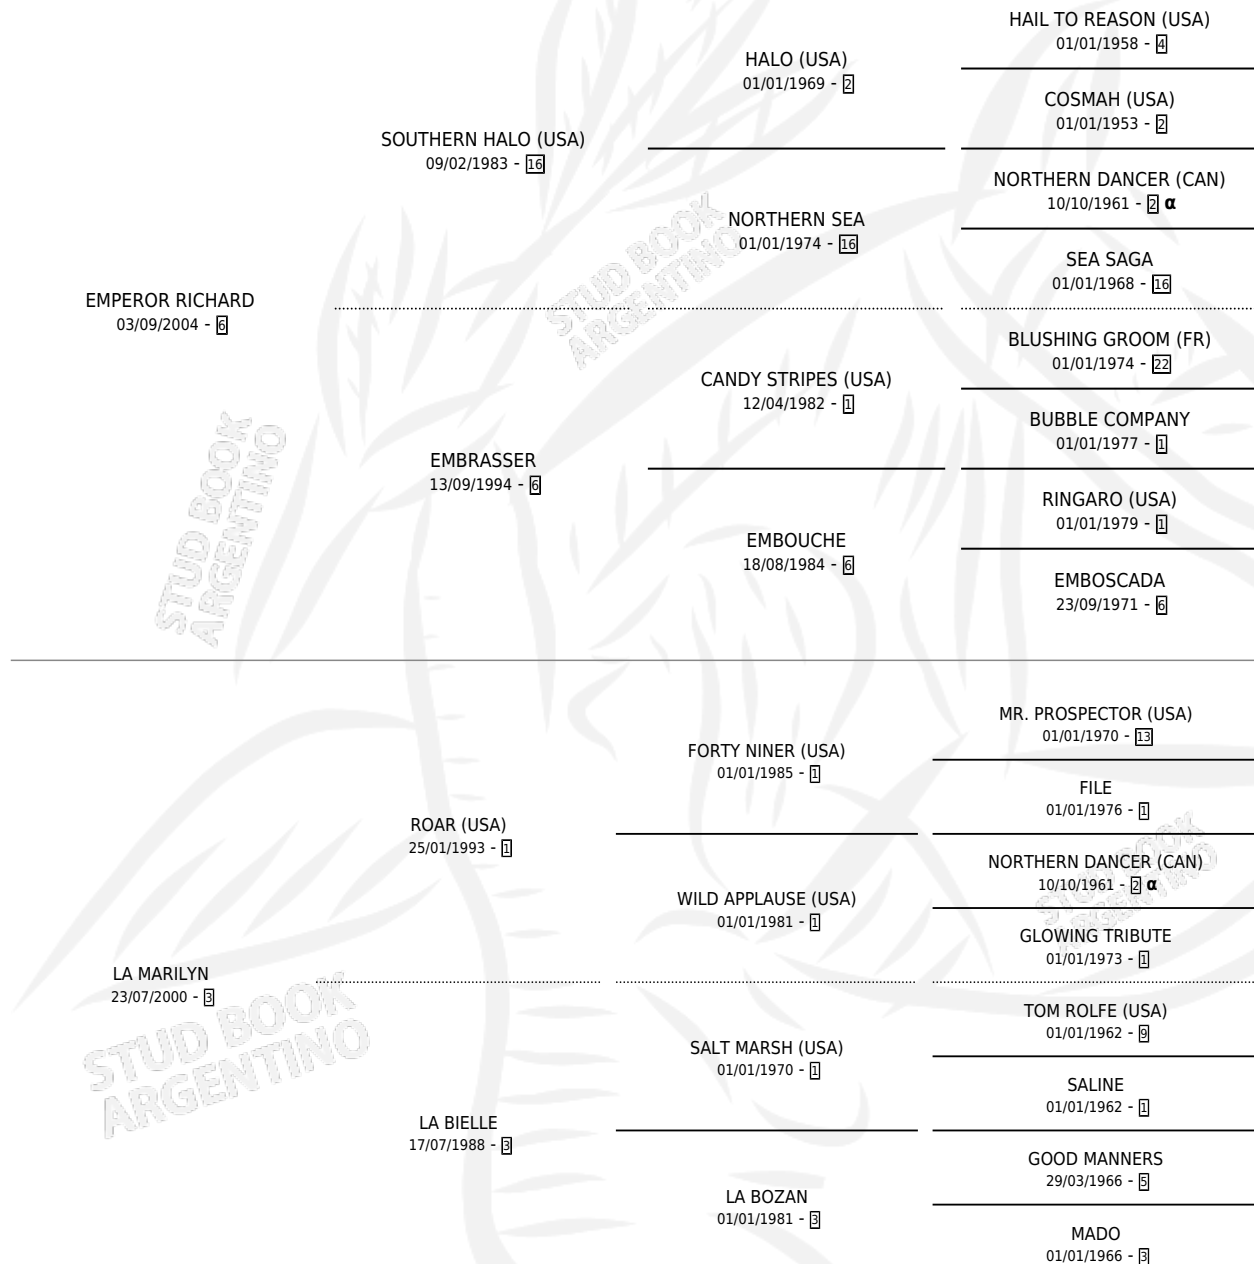 HAIL TO REASON (USA)
01/01/1958 - 4
HALO (USA)
01/01/1969 - 2
COSMAH (USA)
01/01/1953 - 2
SOUTHERN HALO (USA)
09/02/1983 - 16
NORTHERN DANCER (CAN)
10/10/1961 - 2 α
NORTHERN SEA
01/01/1974 - 16
SEA SAGA
01/01/1968 - 16
STUD BOOK
ARGENTINO
EMPEROR RICHARD
03/09/2004 - 6
BLUSHING GROOM (FR)
01/01/1974 - 22
CANDY STRIPES (USA)
12/04/1982 - 1
BUBBLE COMPANY
01/01/1977 - 1
EMBRASSER
13/09/1994 - 6
RINGARO (USA)
01/01/1979 - 1
EMBOUCHE
18/08/1984 - 6
EMBOSCADA
23/09/1971 - 6
STUD BOOK
ARGENTINO
MR. PROSPECTOR (USA)
01/01/1970 - 13
FORTY NINER (USA)
01/01/1985 - 1
FILE
01/01/1976 - 1
ROAR (USA)
25/01/1993 - 1
NORTHERN DANCER (CAN)
10/10/1961 - 2 α
STUD BOOK
ARGENTINO
WILD APPLAUSE (USA)
01/01/1981 - 1
GLOWING TRIBUTE
01/01/1973 - 1
LA MARILYN
23/07/2000 - 3
STUD BOOK
ARGENTINO
TOM ROLFE (USA)
01/01/1962 - 9
SALT MARSH (USA)
01/01/1970 - 1
SALINE
01/01/1962 - 1
LA BIELLE
17/07/1988 - 3
GOOD MANNERS
29/03/1966 - 5
LA BOZAN
01/01/1981 - 3
MADO
01/01/1966 - 3